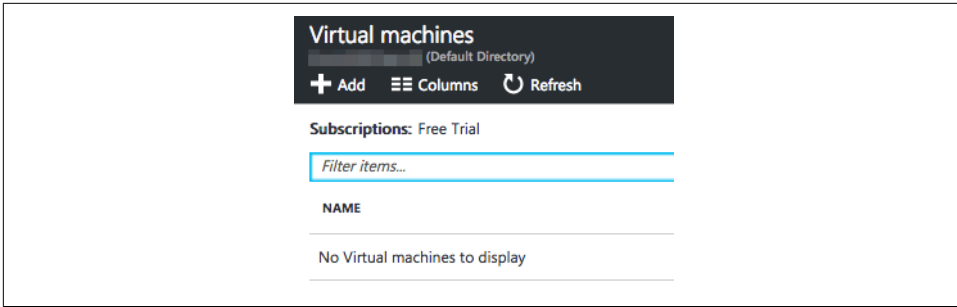 Virtual machines
(Default Directory)
Add Columns Refresh
Subscriptions: Free Trial
Filter items...
NAME
No Virtual machines to display